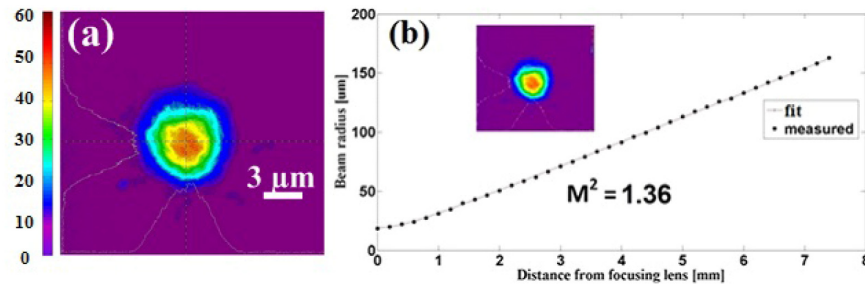 60
50
40
30
20
10
0
(a)
3 μm
(b)
200
150
100
50
0
Beam radius [um]
fit
measured
M² = 1.36
0 1 2 3 4 5 6 7 8
Distance from focusing lens [mm]